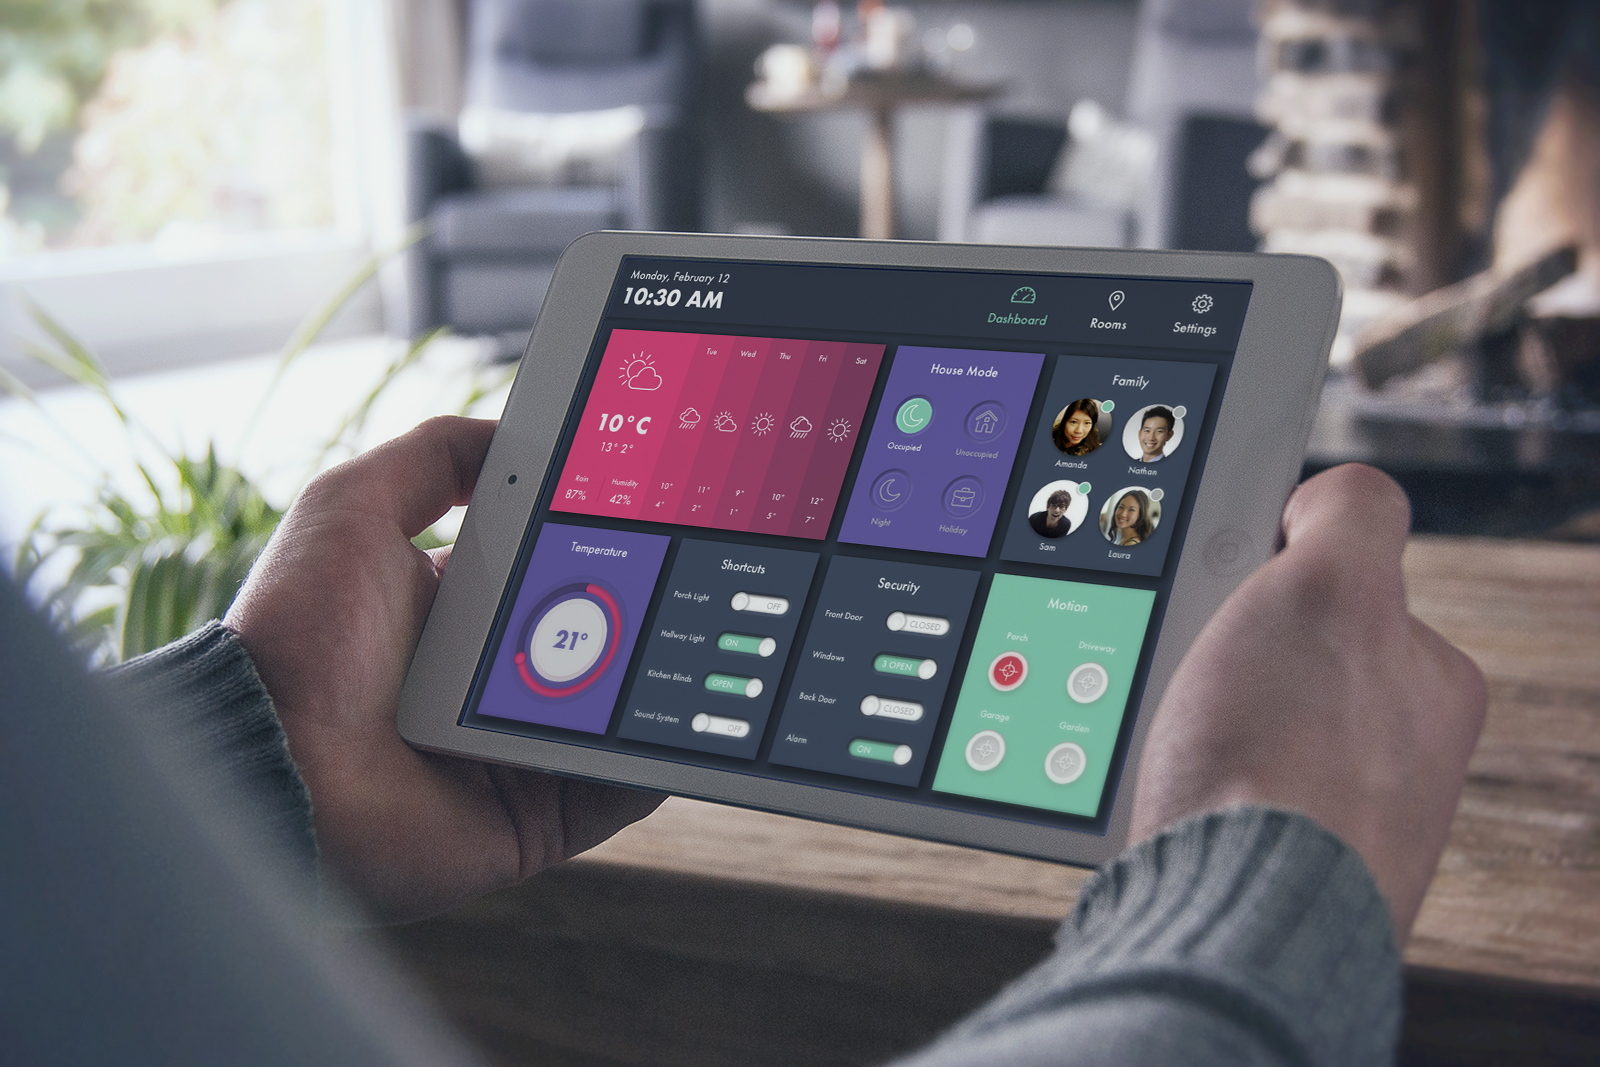 Monday, February 12
10:30 AM
Dashboard
Rooms
Settings
Tue Wed Thu Fri Sat
10°C
13° 2°
Rain
87%
Humidity
42%
10° 11° 9° 10° 12°
4° 2° 1° 5° 7°
House Mode
Occupied
Unoccupied
Night
Holiday
Family
Amanda
Nathan
Sam
Laura
Temperature
21°
Shortcuts
Porch Light OFF
Hallway Light ON
Kitchen Blinds OPEN
Sound System OFF
Security
Front Door CLOSED
Windows 3 OPEN
Back Door CLOSED
Alarm ON
Motion
Porch
Driveway
Garage
Garden